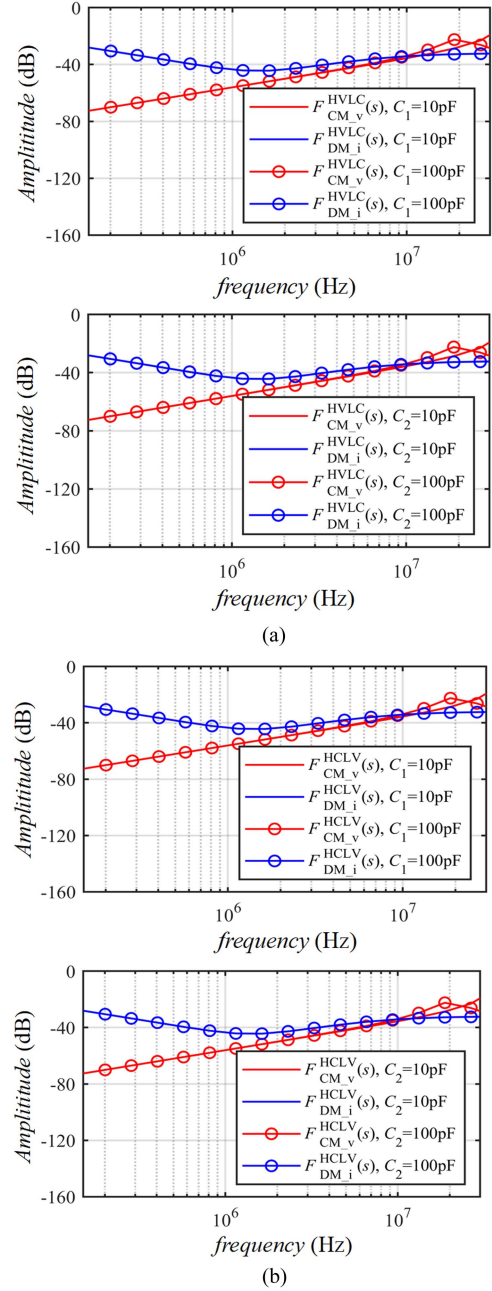 0
-40
-80
-120
-160
Amplititude (dB)
F HVLC CM_v (s), C1=10pF
F HVLC DM_i (s), C1=10pF
F HVLC CM_v (s), C1=100pF
F HVLC DM_i (s), C1=100pF
10^6
10^7
frequency (Hz)
0
-40
-80
-120
-160
Amplititude (dB)
F HVLC CM_v (s), C2=10pF
F HVLC DM_i (s), C2=10pF
F HVLC CM_v (s), C2=100pF
F HVLC DM_i (s), C2=100pF
10^6
10^7
frequency (Hz)
(a)
0
-40
-80
-120
-160
Amplititude (dB)
F HCLV CM_v (s), C1=10pF
F HCLV DM_i (s), C1=10pF
F HCLV CM_v (s), C1=100pF
F HCLV DM_i (s), C1=100pF
10^6
10^7
frequency (Hz)
0
-40
-80
-120
-160
Amplititude (dB)
F HCLV CM_v (s), C2=10pF
F HCLV DM_i (s), C2=10pF
F HCLV CM_v (s), C2=100pF
F HCLV DM_i (s), C2=100pF
10^6
10^7
frequency (Hz)
(b)